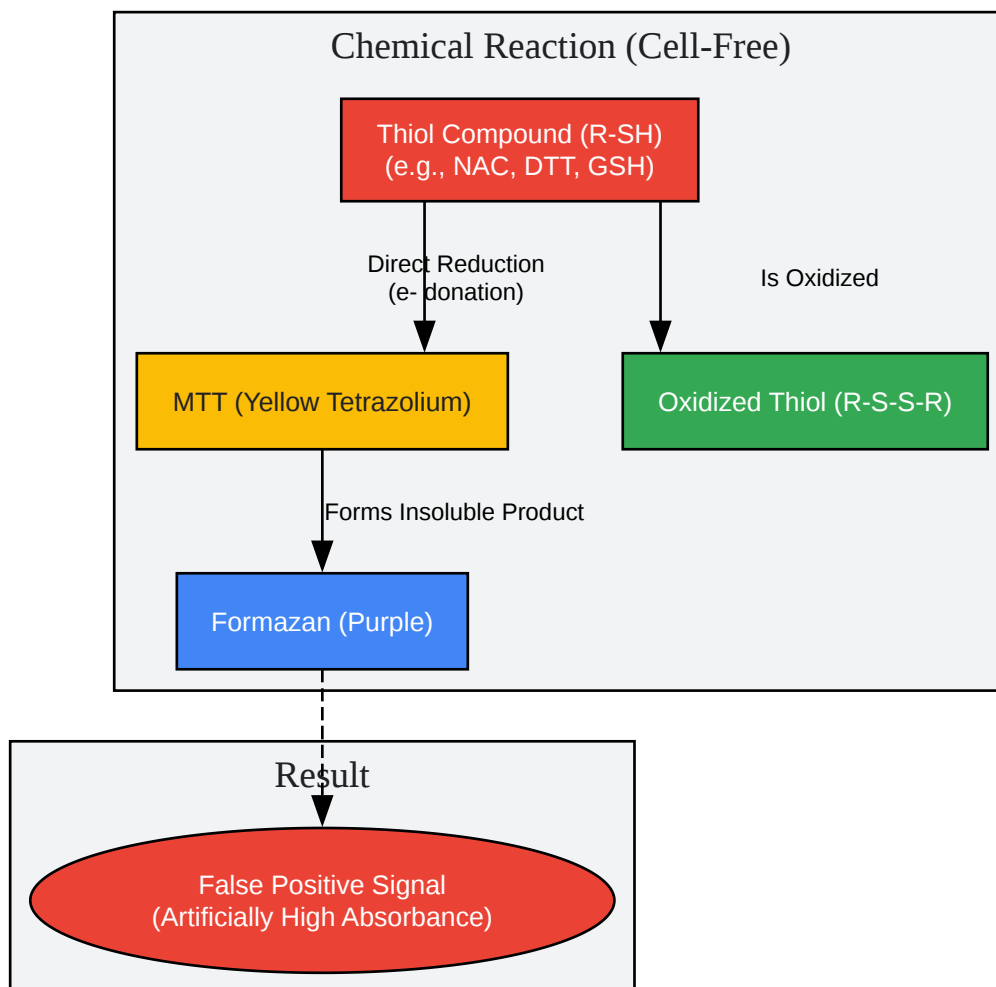 Chemical Reaction (Cell-Free)
Thiol Compound (R-SH)
(e.g., NAC, DTT, GSH)
Direct Reduction
(e- donation)
Is Oxidized
MTT (Yellow Tetrazolium)
Oxidized Thiol (R-S-S-R)
Forms Insoluble Product
Formazan (Purple)
Result
False Positive Signal
(Artificially High Absorbance)